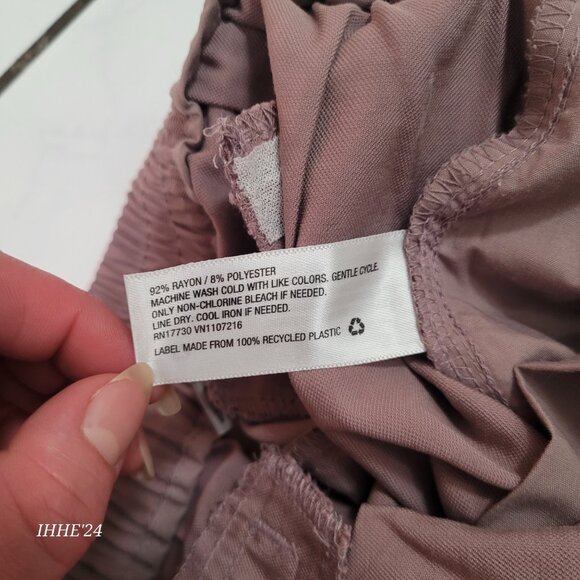 92% RAYON / 8% POLYESTER
MACHINE WASH COLD WITH LIKE COLORS. GENTLE CYCLE.
ONLY NON-CHLORINE BLEACH IF NEEDED.
LINE DRY. COOL IRON IF NEEDED.
RN17730 VN1107216
LABEL MADE FROM 100% RECYCLED PLASTIC
IHHE'24